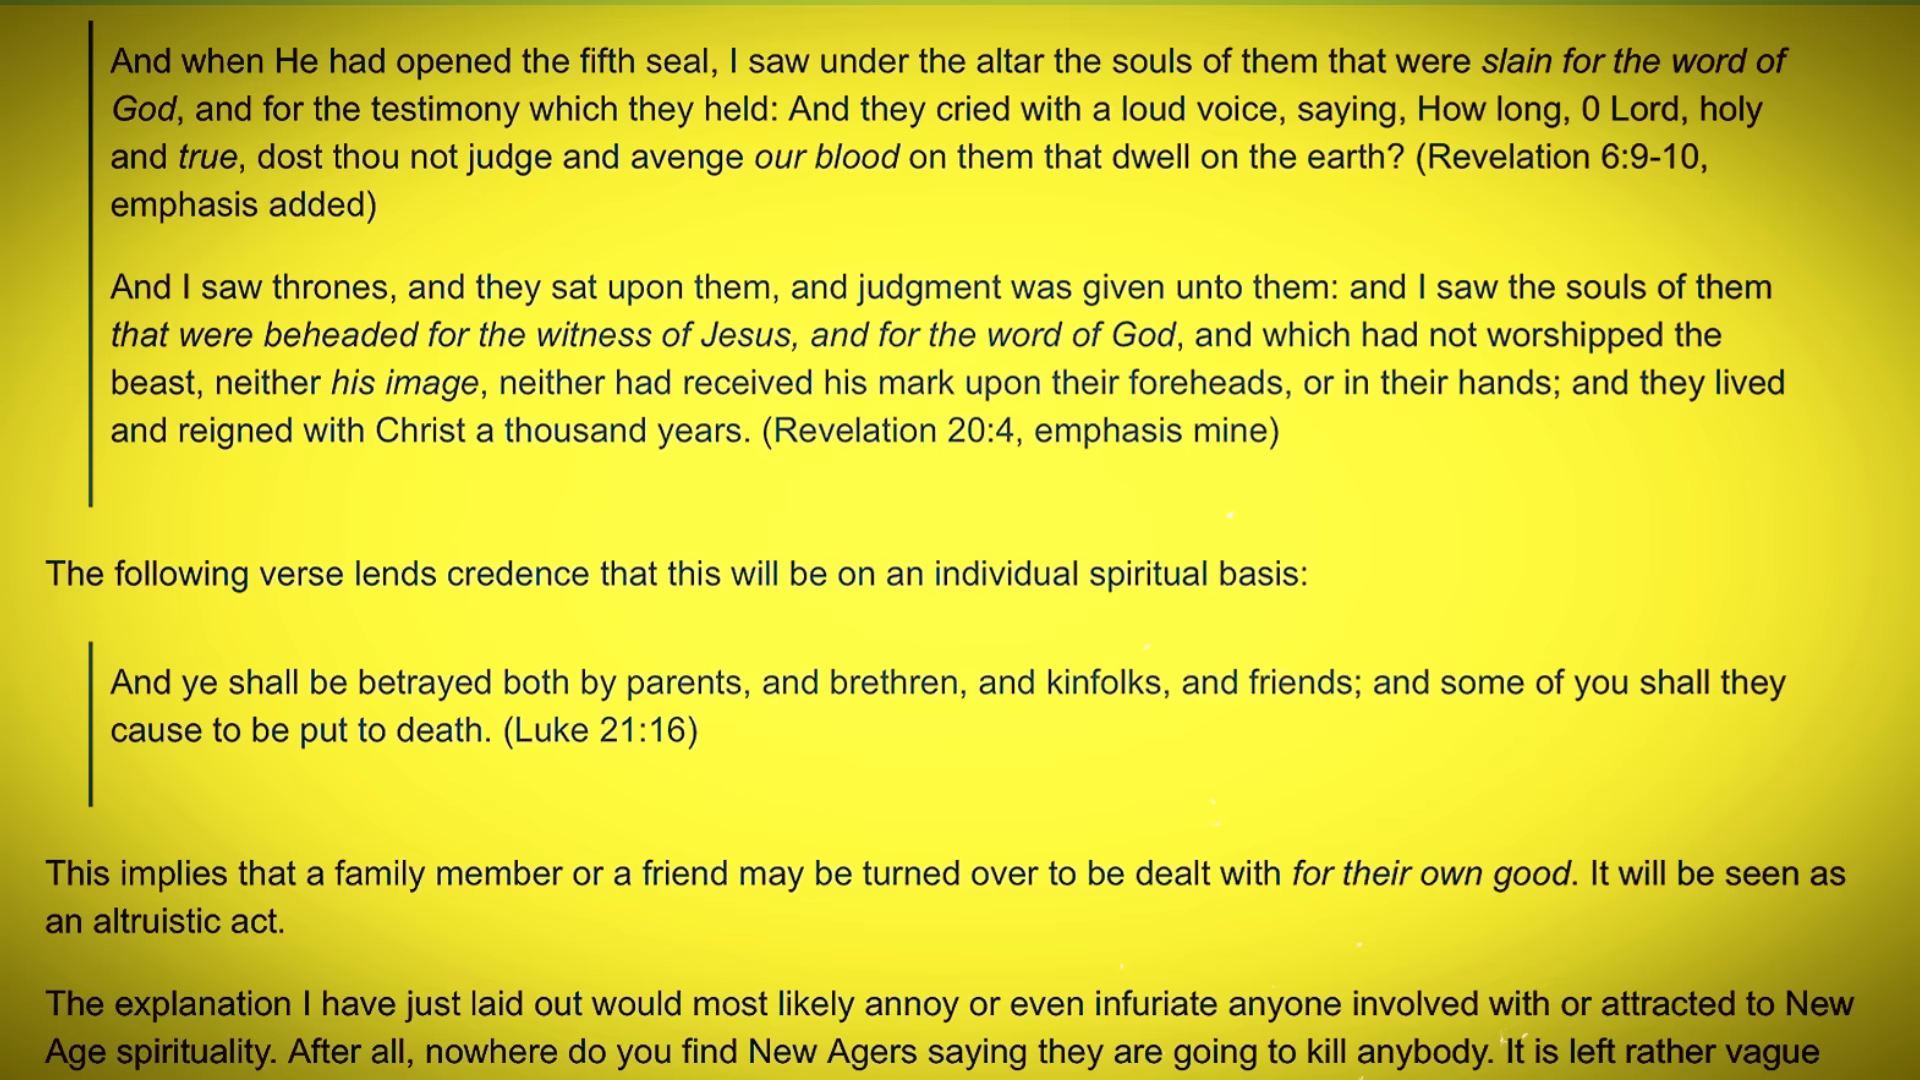 And when He had opened the fifth seal, I saw under the altar the souls of them that were slain for the word of
God, and for the testimony which they held: And they cried with a loud voice, saying, How long, 0 Lord, holy
and true, dost thou not judge and avenge our blood on them that dwell on the earth? (Revelation 6:9-10,
emphasis added)
And I saw thrones, and they sat upon them, and judgment was given unto them: and I saw the souls of them
that were beheaded for the witness of Jesus, and for the word of God, and which had not worshipped the
beast, neither his image, neither had received his mark upon their foreheads, or in their hands; and they lived
and reigned with Christ a thousand years. (Revelation 20:4, emphasis mine)
The following verse lends credence that this will be on an individual spiritual basis:
And ye shall be betrayed both by parents, and brethren, and kinfolks, and friends; and some of you shall they
cause to be put to death. (Luke 21:16)
This implies that a family member or a friend may be turned over to be dealt with for their own good. It will be seen as
an altruistic act.
The explanation I have just laid out would most likely annoy or even infuriate anyone involved with or attracted to New
Age spirituality. After all, nowhere do you find New Agers saying they are going to kill anybody. It is left rather vague